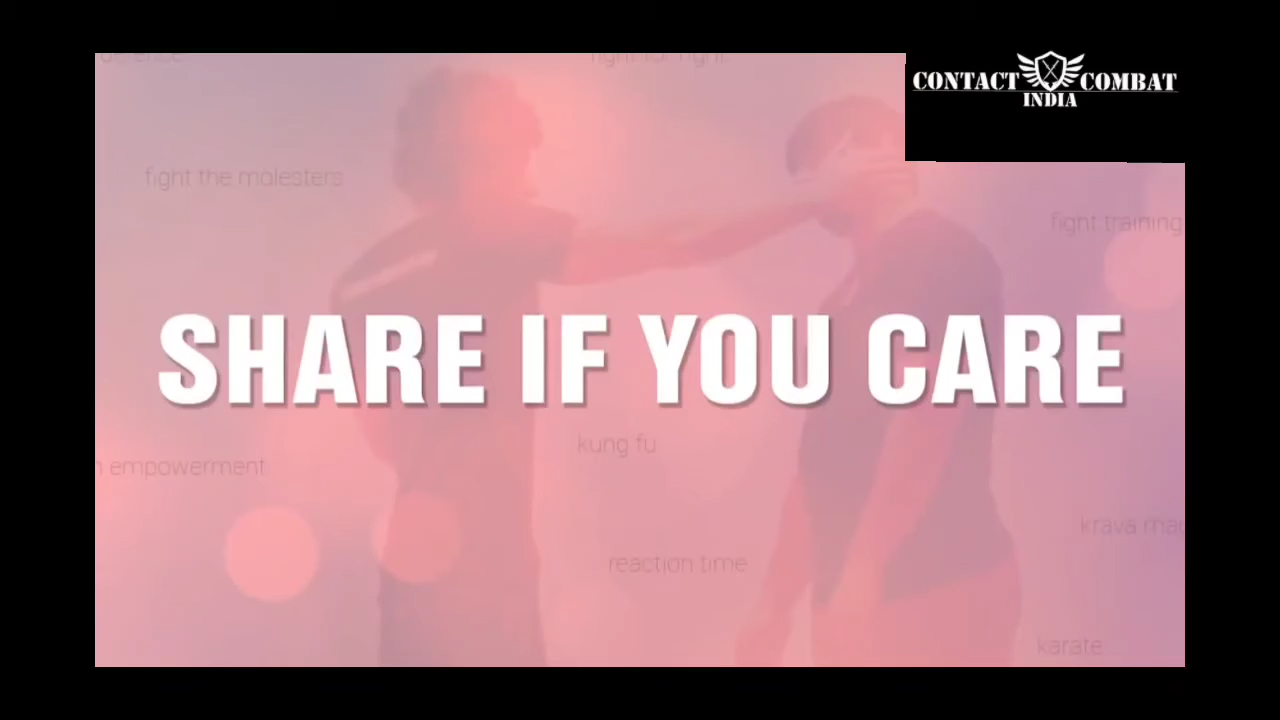 CONTACT COMBAT
INDIA
fight the molesters
fight training
SHARE IF YOU CARE
kung fu
empowerment
reaction time
karate